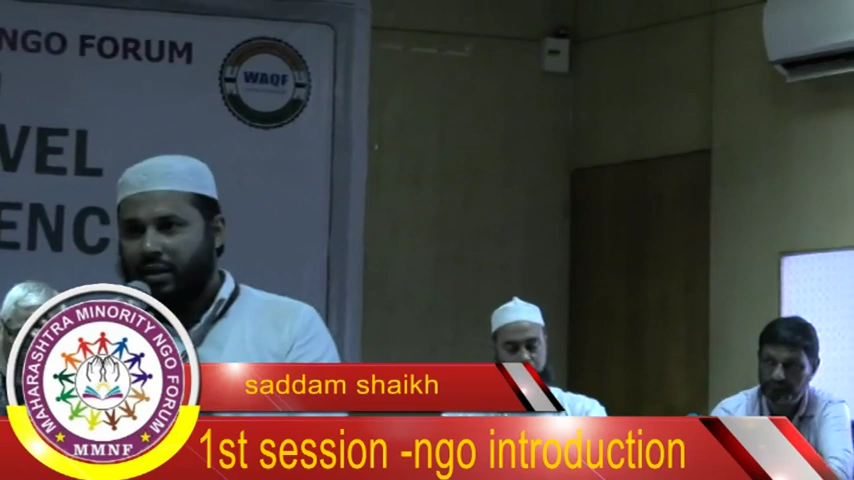 NGO FORUM
WAQF
VEL
ENC
MAHARASHTRA MINORITY NGO FORUM
MMNF
saddam shaikh
1st session -ngo introduction